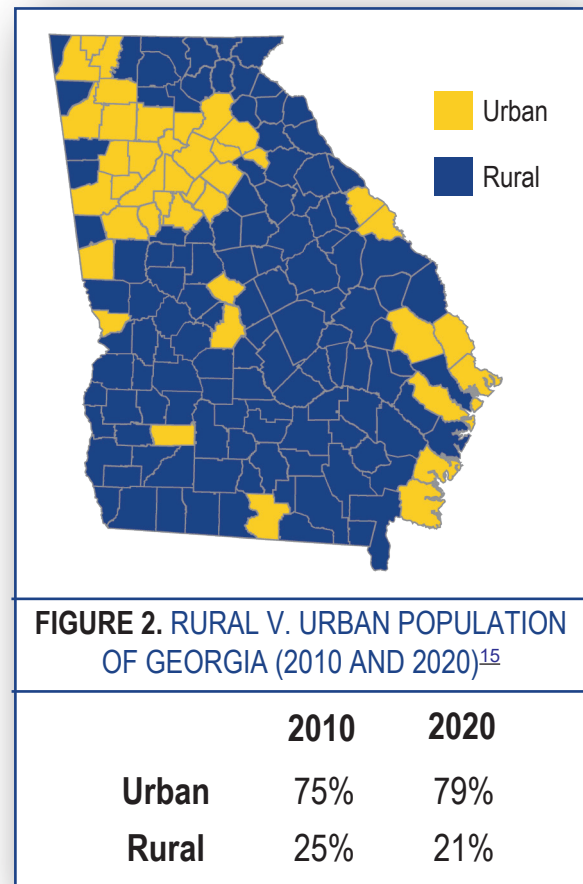 Urban
Rural
FIGURE 2. RURAL V. URBAN POPULATION
OF GEORGIA (2010 AND 2020)15
2010 2020
Urban 75% 79%
Rural 25% 21%